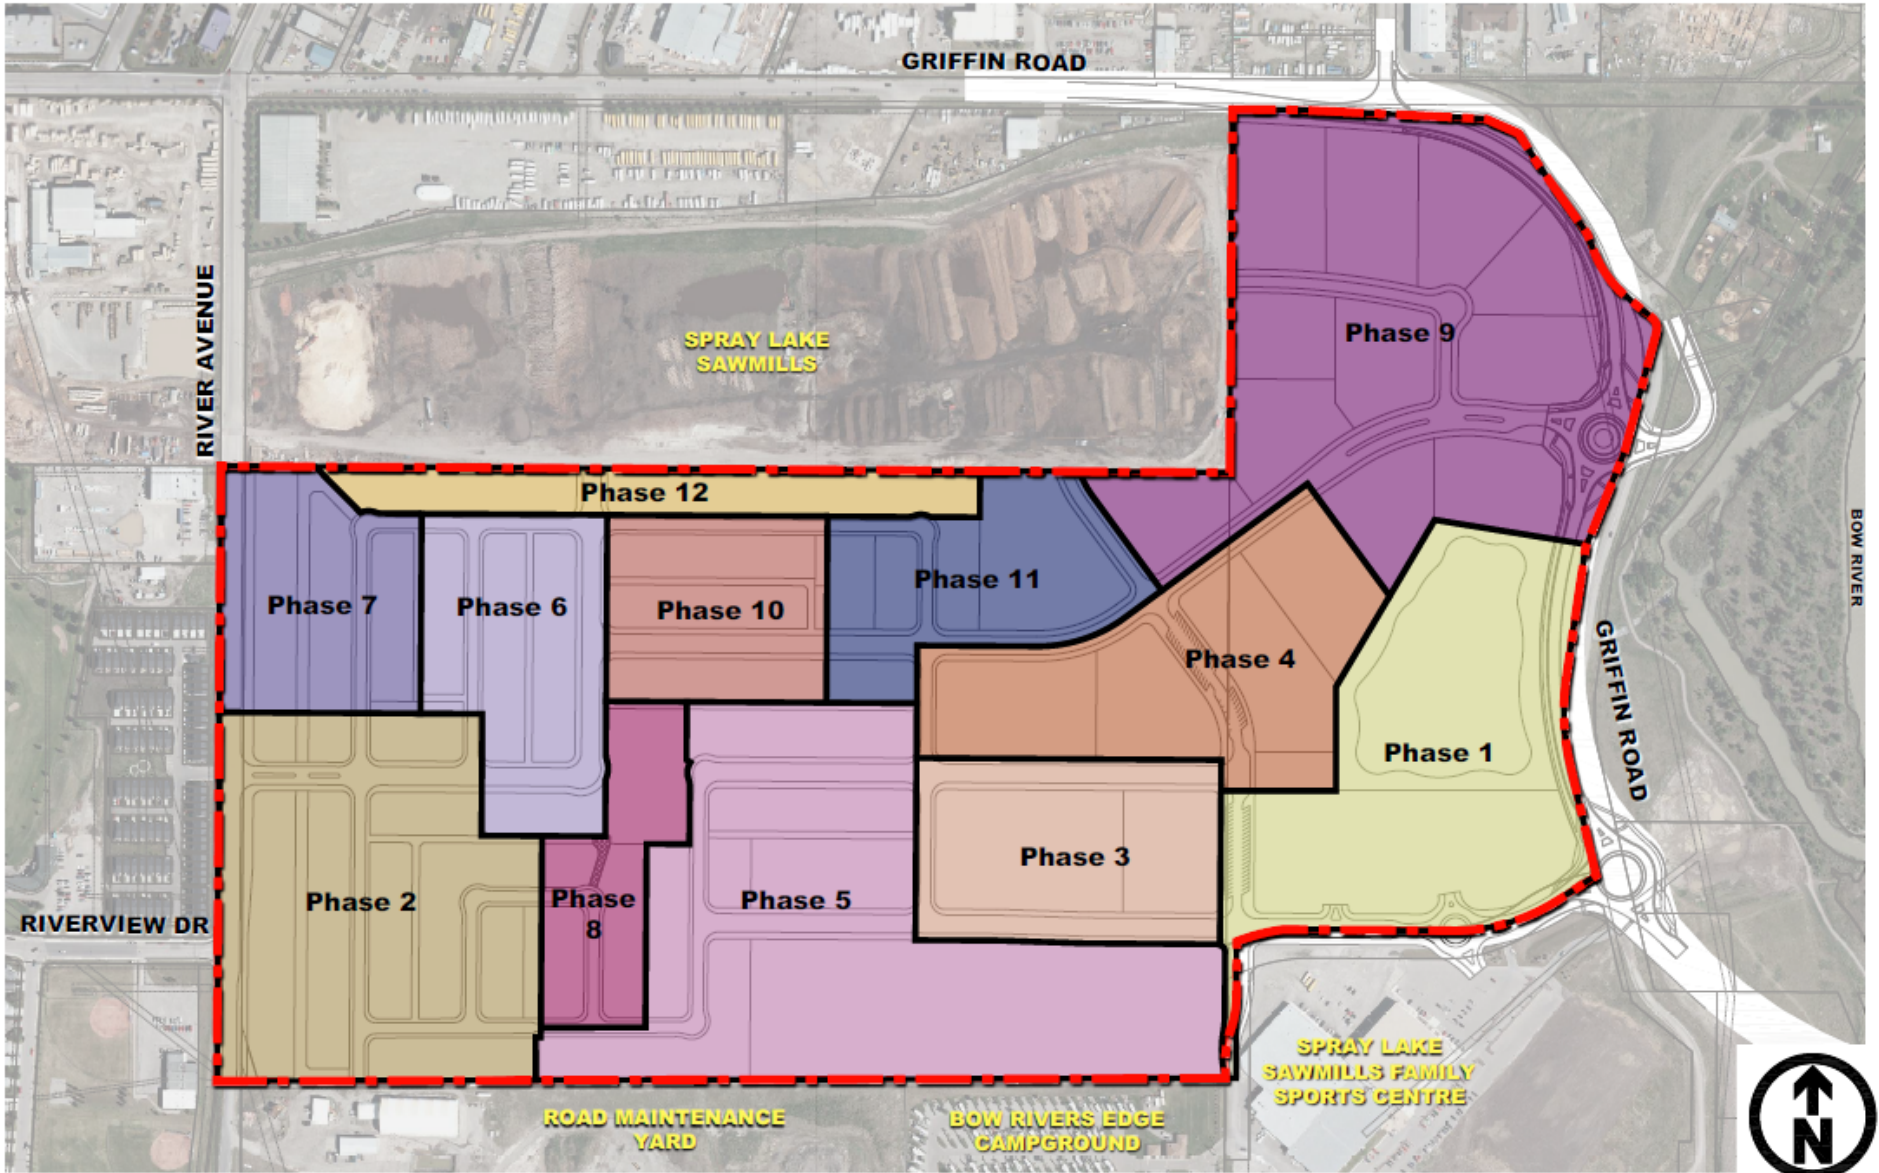 GRIFFIN ROAD
RIVER AVENUE
SPRAY LAKE
SAWMILLS
Phase 9
Phase 12
BOW RIVER
Phase 11
Phase 7
Phase 6
Phase 10
Phase 4
GRIFFIN ROAD
Phase 1
Phase 3
Phase 2
Phase
8
Phase 5
RIVERVIEW DR
SPRAY LAKE
SAWMILLS FAMILY
SPORTS CENTRE
ROAD MAINTENANCE
YARD
BOW RIVERS EDGE
CAMPGROUND
N